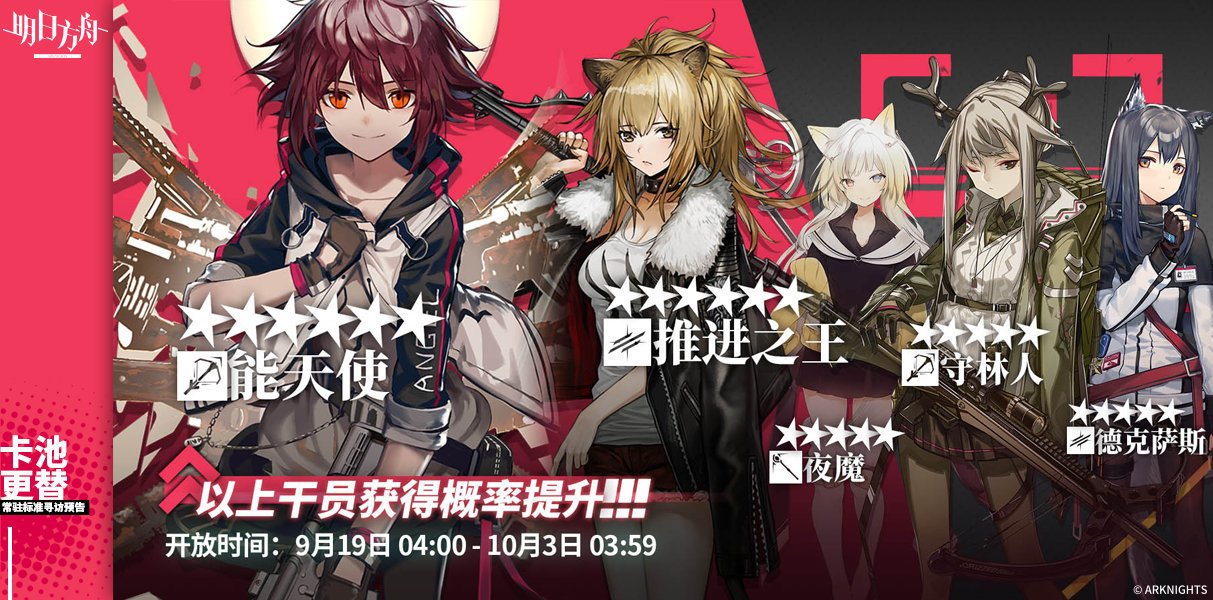 明日方舟
能天使
ANGEL
推进之王
守林人
夜魔
德克萨斯
卡池
更替
常驻标准寻访预告
以上干员获得概率提升!!!
开放时间：9月19日 04:00 - 10月3日 03:59
© ARKNIGHTS